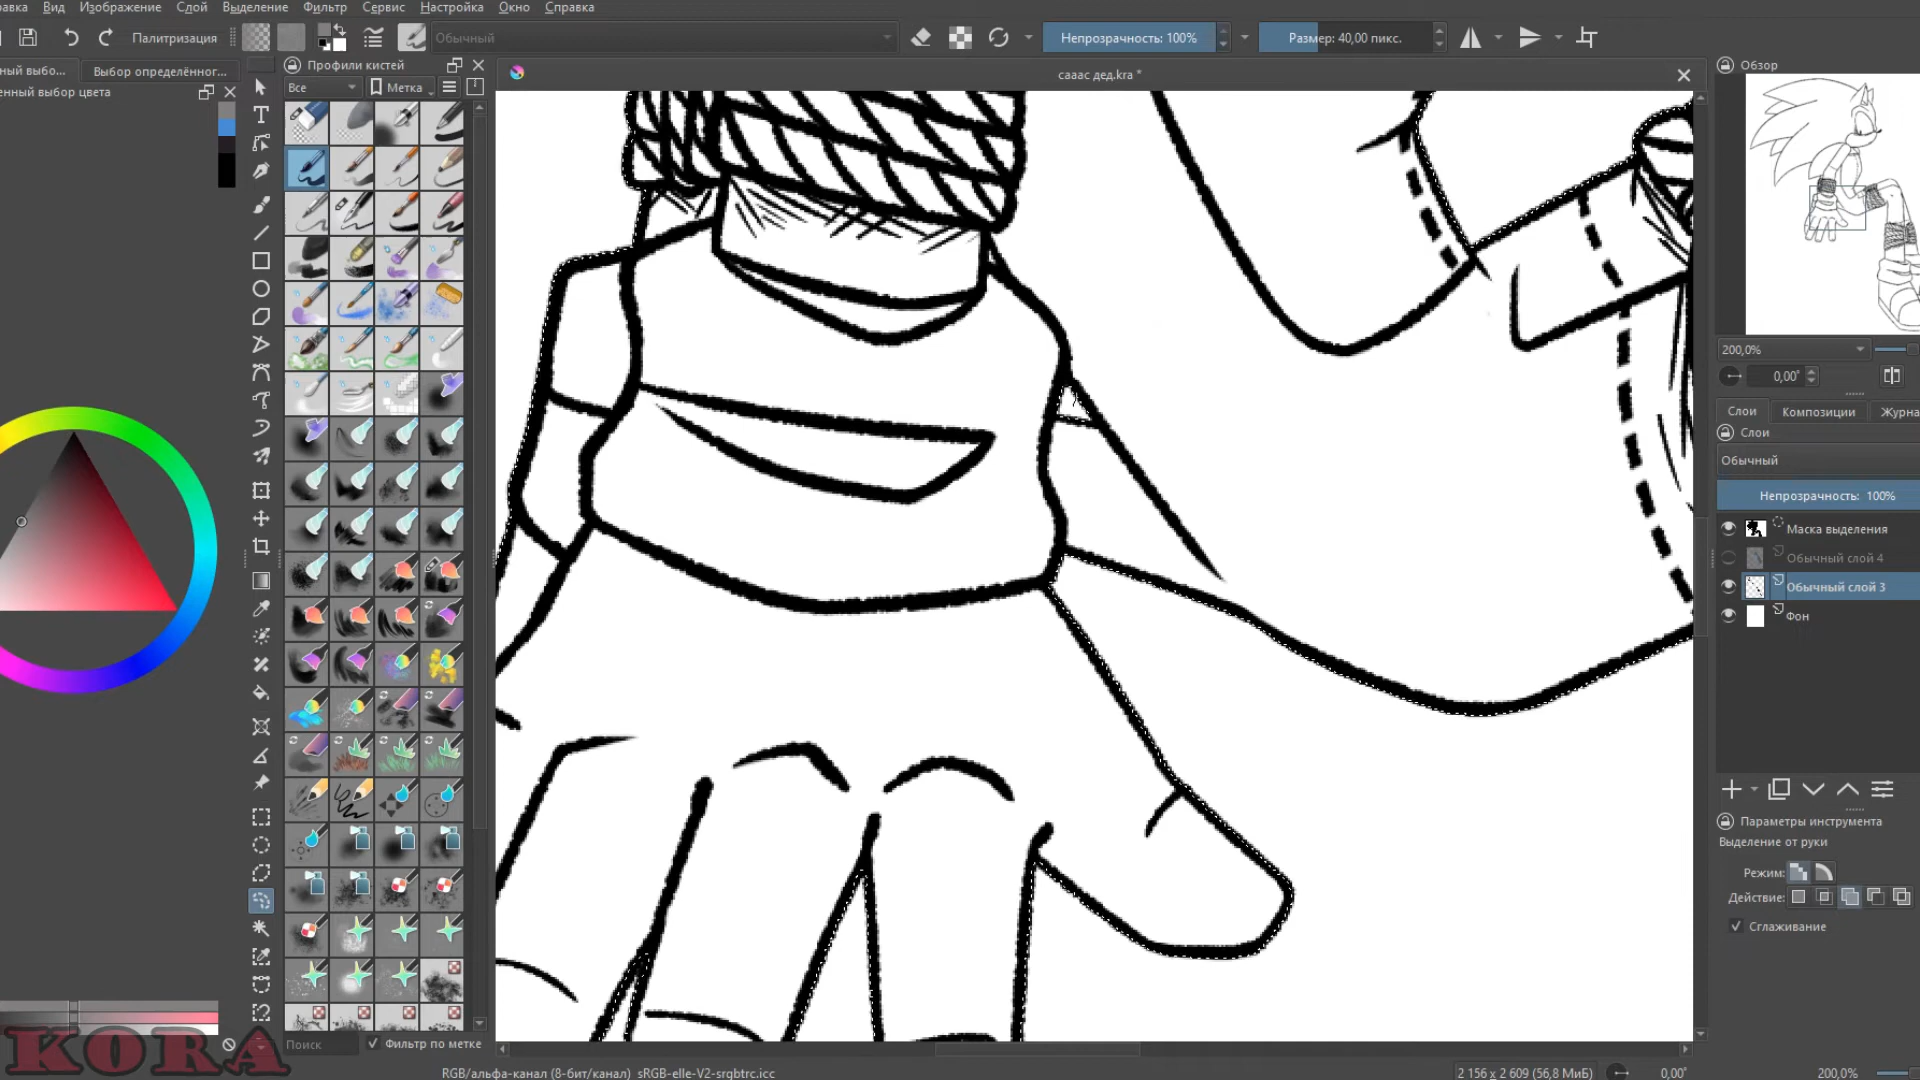 равка Вид Изображение Слой Выделение Фильтр Сервис Настройка Окно Справка
Палитризация Обычный Непрозрачность: 100% Размер: 40,00 пикс.
ный выбо... Выбор определённог... Профили кистей сааас дед.kra * Обзор
енный выбор цвета Все Метка
200,0%
0,00°
Слои Композиции Журна
Слои
Обычный
Непрозрачность: 100%
Маска выделения
Обычный слой 4
Обычный слой 3
Фон
Параметры инструмента
Выделение от руки
Режим:
Действие:
Сглаживание
KORA
Поиск Фильтр по метке
RGB/альфа-канал (8-бит/канал) sRGB-elle-V2-srgbtrc.icc 2 156 x 2 609 (56,8 МиБ) 0,00° 200,0%